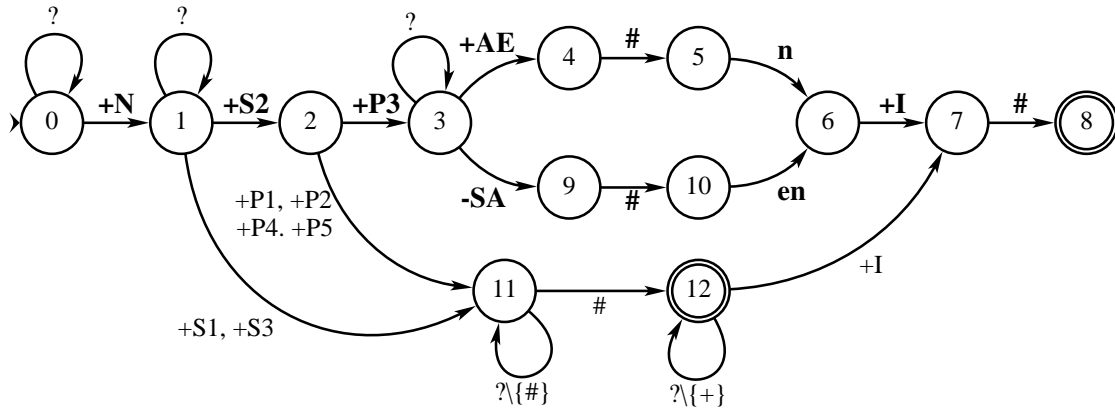 ? ? ?
+AE # n
4 5
+N +S2 +P3 +I #
0 1 2 3 6 7 8
-SA # en
9 10
+P1, +P2
+P4. +P5
11 12
+I
+S1, +S3 #
?\{#} ?\{+}